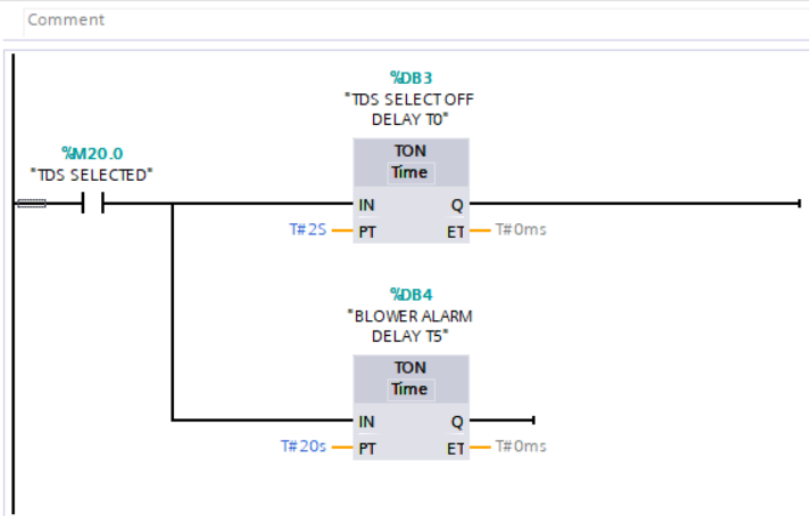 Comment
%DB3
"TDS SELECT OFF
DELAY T0"
TON
Time
%M20.0
"TDS SELECTED"
IN
Q
T#2S
PT
ET
T#0ms
%DB4
"BLOWER ALARM
DELAY T5"
TON
Time
IN
Q
T#20s
PT
ET
T#0ms